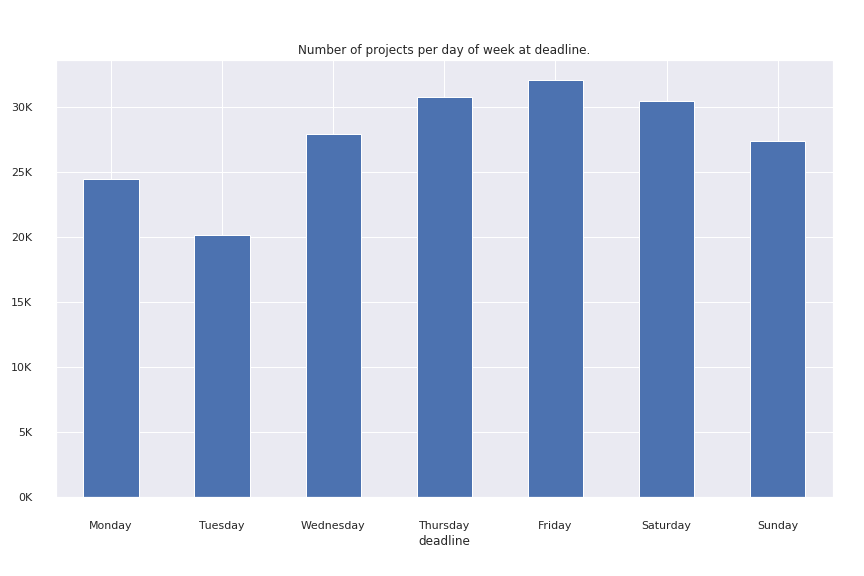 Number of projects per day of week at deadline.
30K
25K
20K
15K
10K
5K
0K
Monday Tuesday Wednesday Thursday Friday Saturday Sunday
deadline